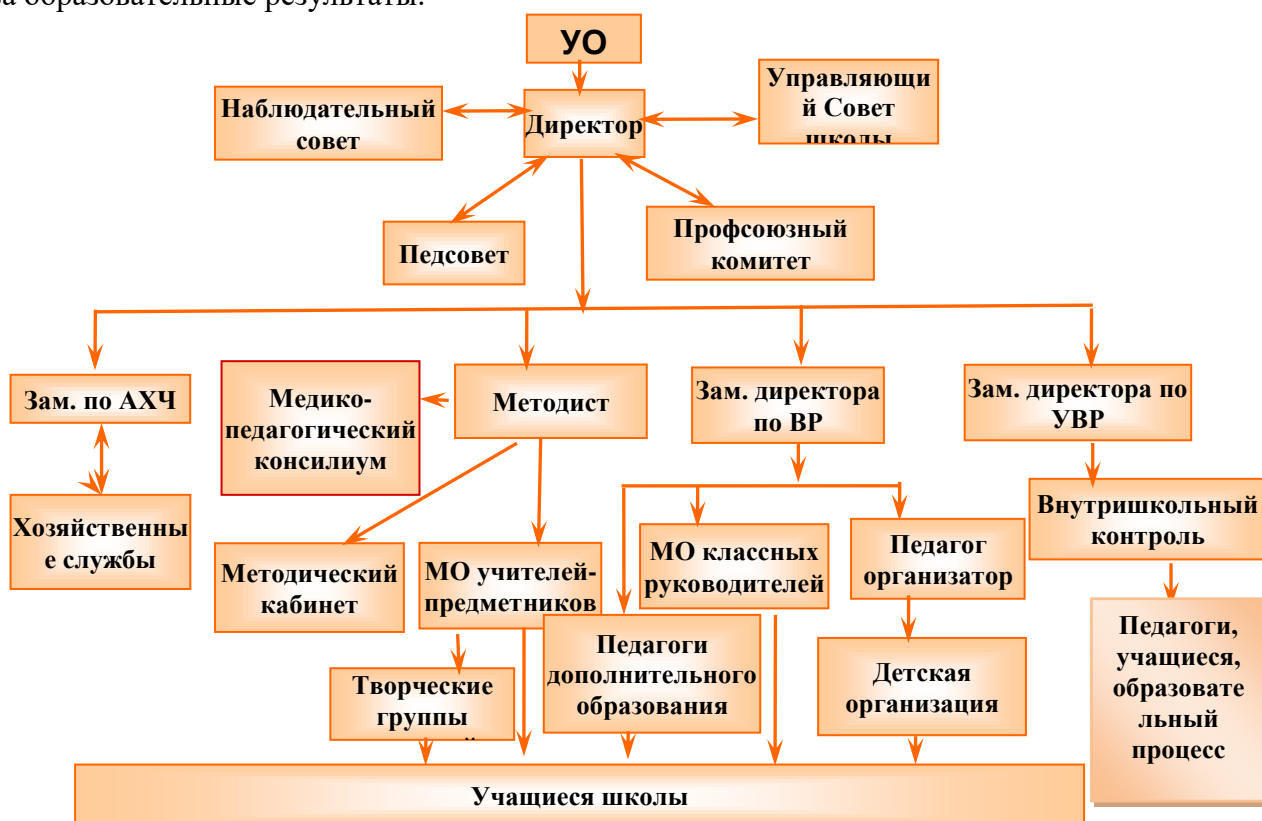 за образовательные результаты.
УО
Наблюдательный
совет
Директор
Управляющи
й Совет
школы
Педсовет
Профсоюзный
комитет
Зам. по АХЧ
Медико-
педагогический
консилиум
Методист
Зам. директора
по ВР
Зам. директора по
УВР
Хозяйственны
е службы
Методический
кабинет
МО учителей-
предметников
МО классных
руководителей
Педагог
организатор
Внутришкольный
контроль
Творческие
группы
Педагоги
дополнительного
образования
Детская
организация
Педагоги,
учащиеся,
образовате
льный
процесс
Учащиеся школы